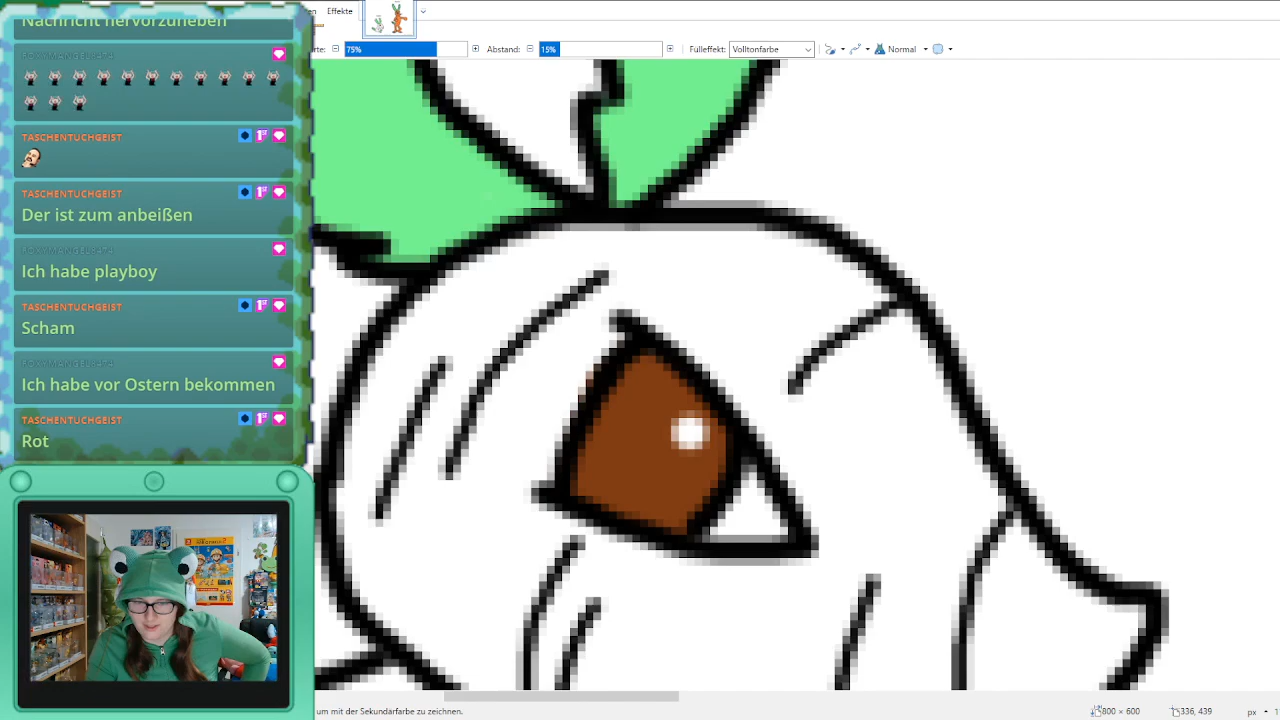 Nachricht hervorzuheben
TASCHENTUCHGEIST
Der ist zum anbeißen
TASCHENTUCHGEIST
Ich habe playboy
TASCHENTUCHGEIST
Scham
Ich habe vor Ostern bekommen
TASCHENTUCHGEIST
Rot
Effekte
75%
Abstand:
15%
Fülleffekt:
Volltonfarbe
Normal
um mit der Sekundärfarbe zu zeichnen.
800 × 600
336, 439
px